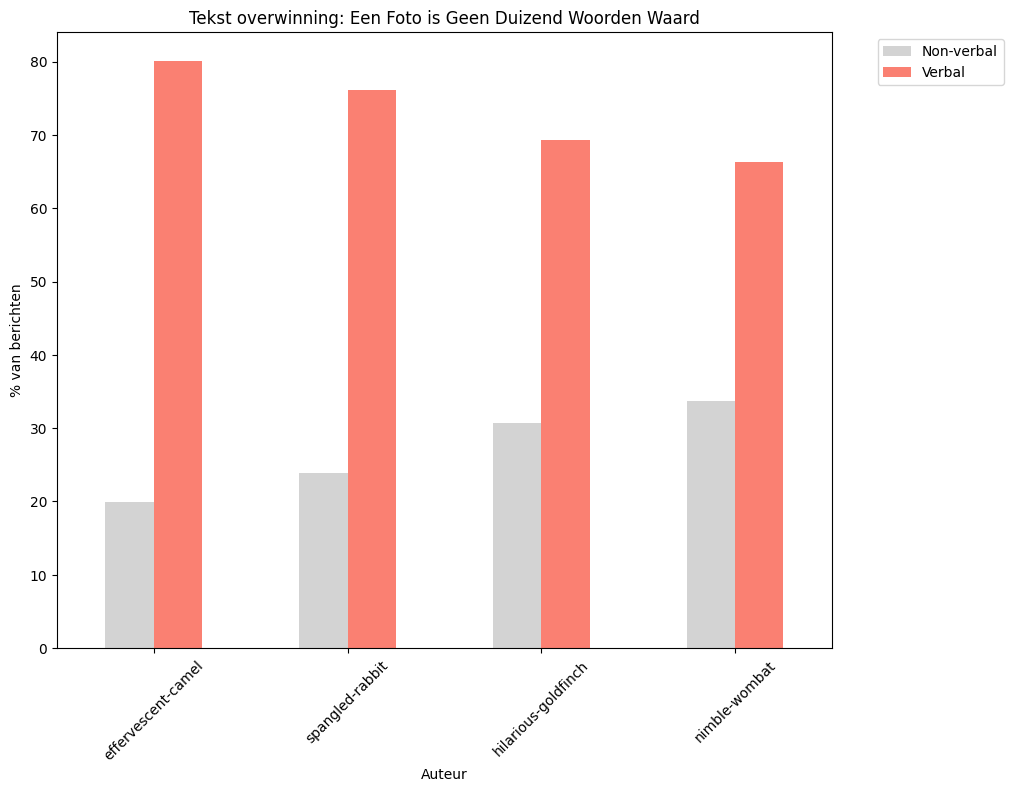 Tekst overwinning: Een Foto is Geen Duizend Woorden Waard
Non-verbal
Verbal
% van berichten
80
70
60
50
40
30
20
10
0
effervescent-camel
spangled-rabbit
hilarious-goldfinch
nimble-wombat
Auteur